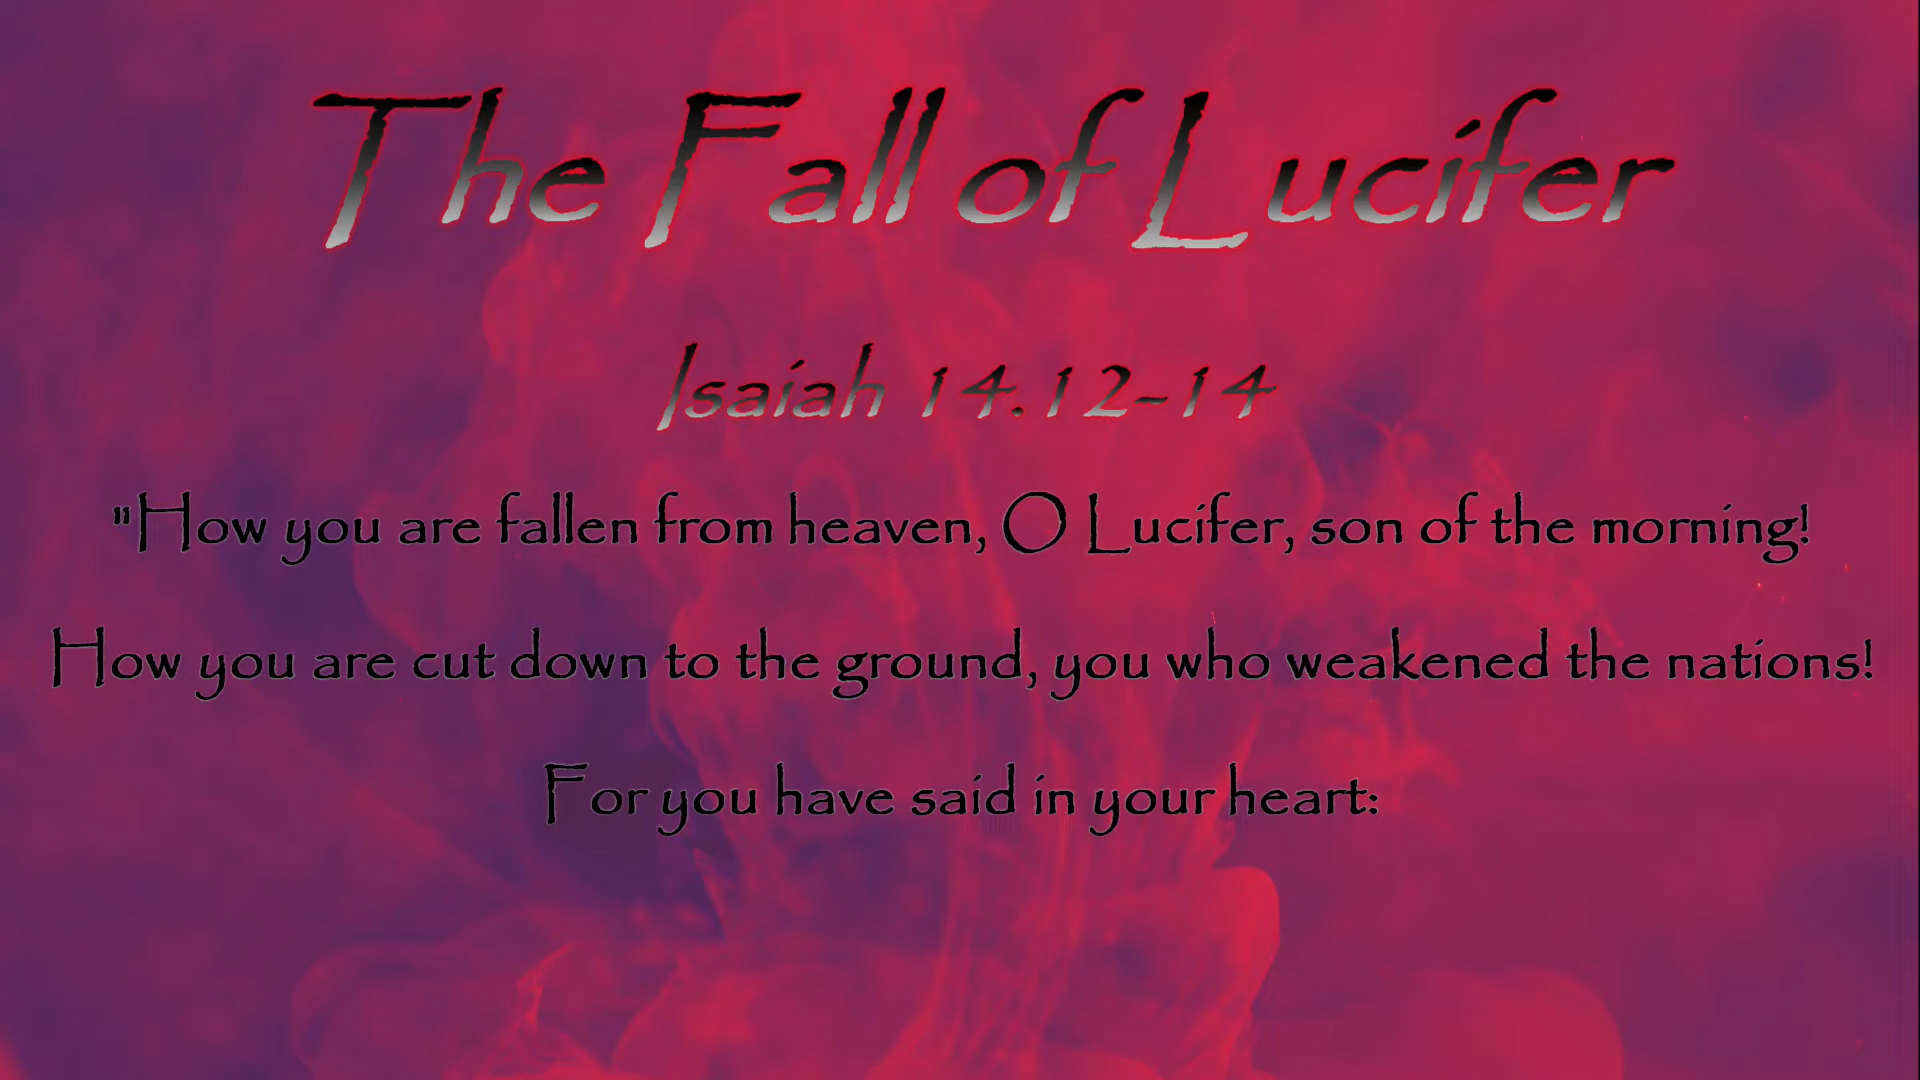 The Fall of Lucifer
Isaiah 14.12-14
"How you are fallen from heaven, O Lucifer, son of the morning!
How you are cut down to the ground, you who weakened the nations!
For you have said in your heart: